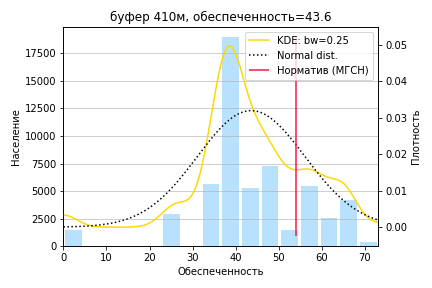 буфер 410м, обеспеченность=43.6
KDE: bw=0.25
Normal dist.
Норматив (МГСН)
Население
17500
15000
12500
10000
7500
5000
2500
0
0.05
0.04
0.03
0.02
0.01
0.00
Плотность
0 10 20 30 40 50 60 70
Обеспеченность